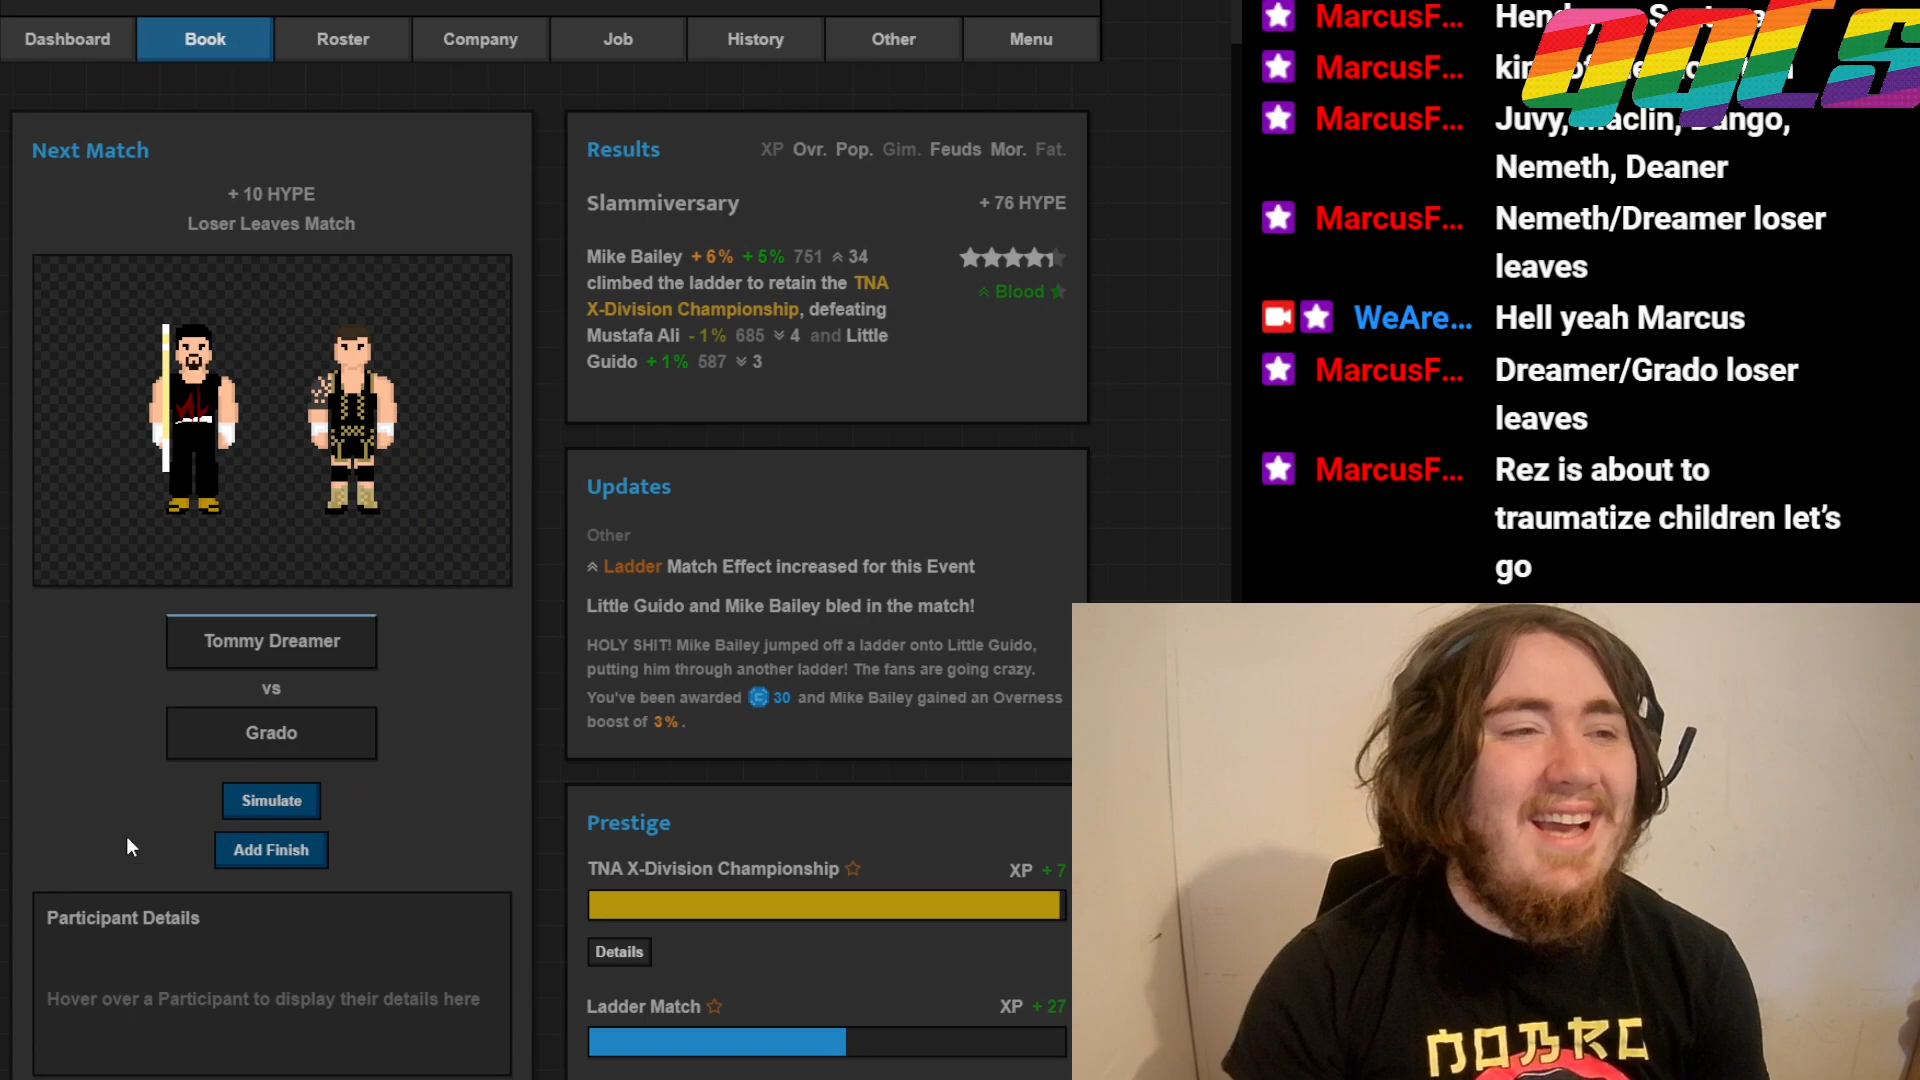 Dashboard
Book
Roster
Company
Job
History
Other
Menu
Next Match
+ 10 HYPE
Loser Leaves Match
Tommy Dreamer
vs
Grado
Simulate
Add Finish
Participant Details
Hover over a Participant to display their details here
Results
XP Ovr. Pop. Gim. Feuds Mor. Fat.
Slammiversary + 76 HYPE
Mike Bailey + 6% + 5% 751 34
climbed the ladder to retain the TNA
X-Division Championship, defeating
Mustafa Ali - 1% 685 4 and Little
Guido + 1% 587 3
Blood
Updates
Other
Ladder Match Effect increased for this Event
Little Guido and Mike Bailey bled in the match!
HOLY SHIT! Mike Bailey jumped off a ladder onto Little Guido,
putting him through another ladder! The fans are going crazy.
You've been awarded 30 and Mike Bailey gained an Overness
boost of 3% .
Prestige
TNA X-Division Championship XP + 7
Details
Ladder Match XP + 27
MarcusF...
MarcusF...
MarcusF... Juvy, Maclin, Dango,
Nemeth, Deaner
MarcusF... Nemeth/Dreamer loser
leaves
WeAre... Hell yeah Marcus
MarcusF... Dreamer/Grado loser
leaves
MarcusF... Rez is about to
traumatize children let's
go